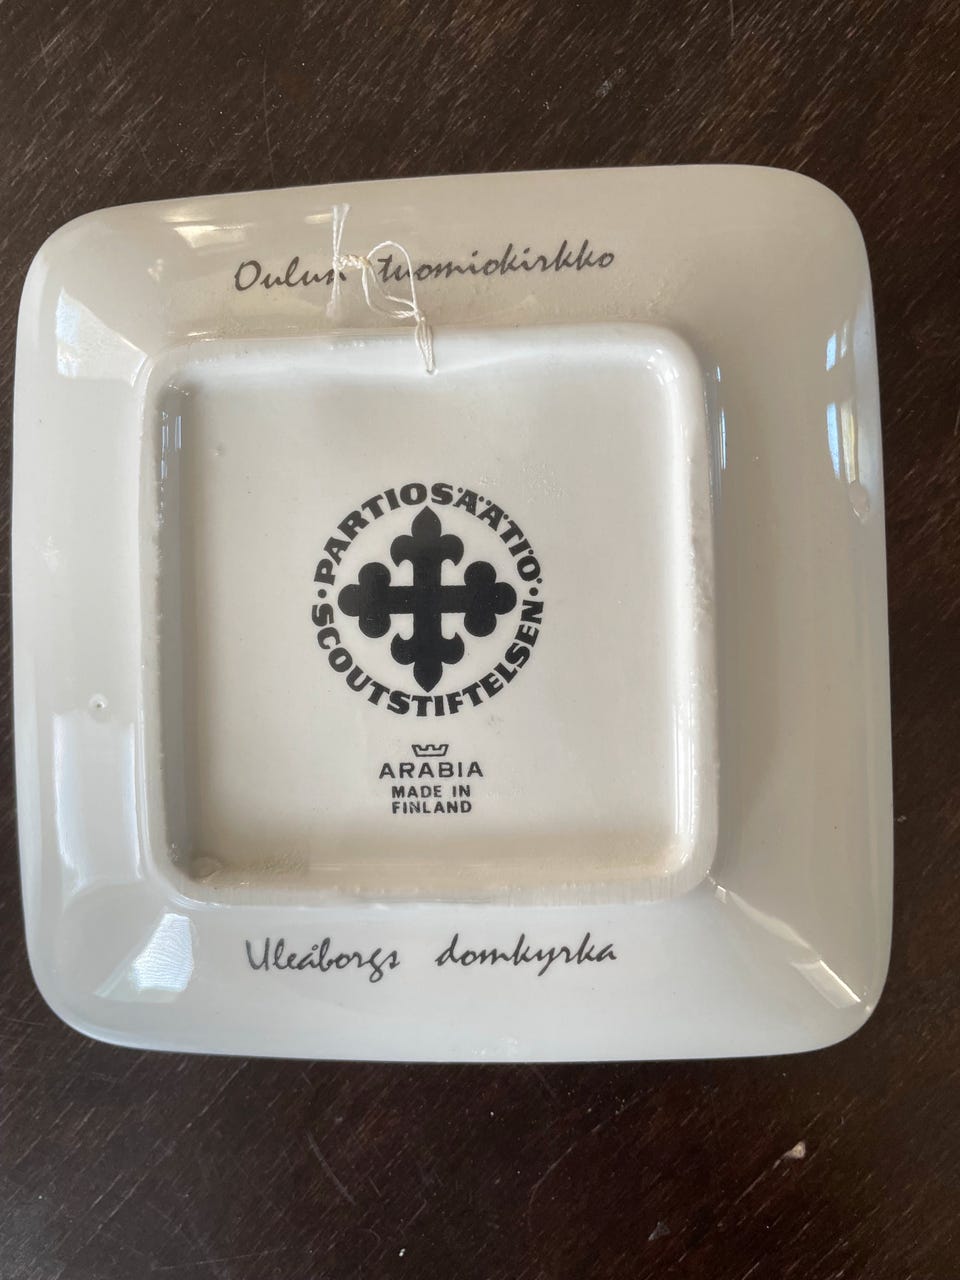 Oulun tuomiokirkko
• PARTIOSÄÄTIÖ •
SCOUTSTIFTELSEN
ARABIA
MADE IN
FINLAND
Uleåborgs domkyrka